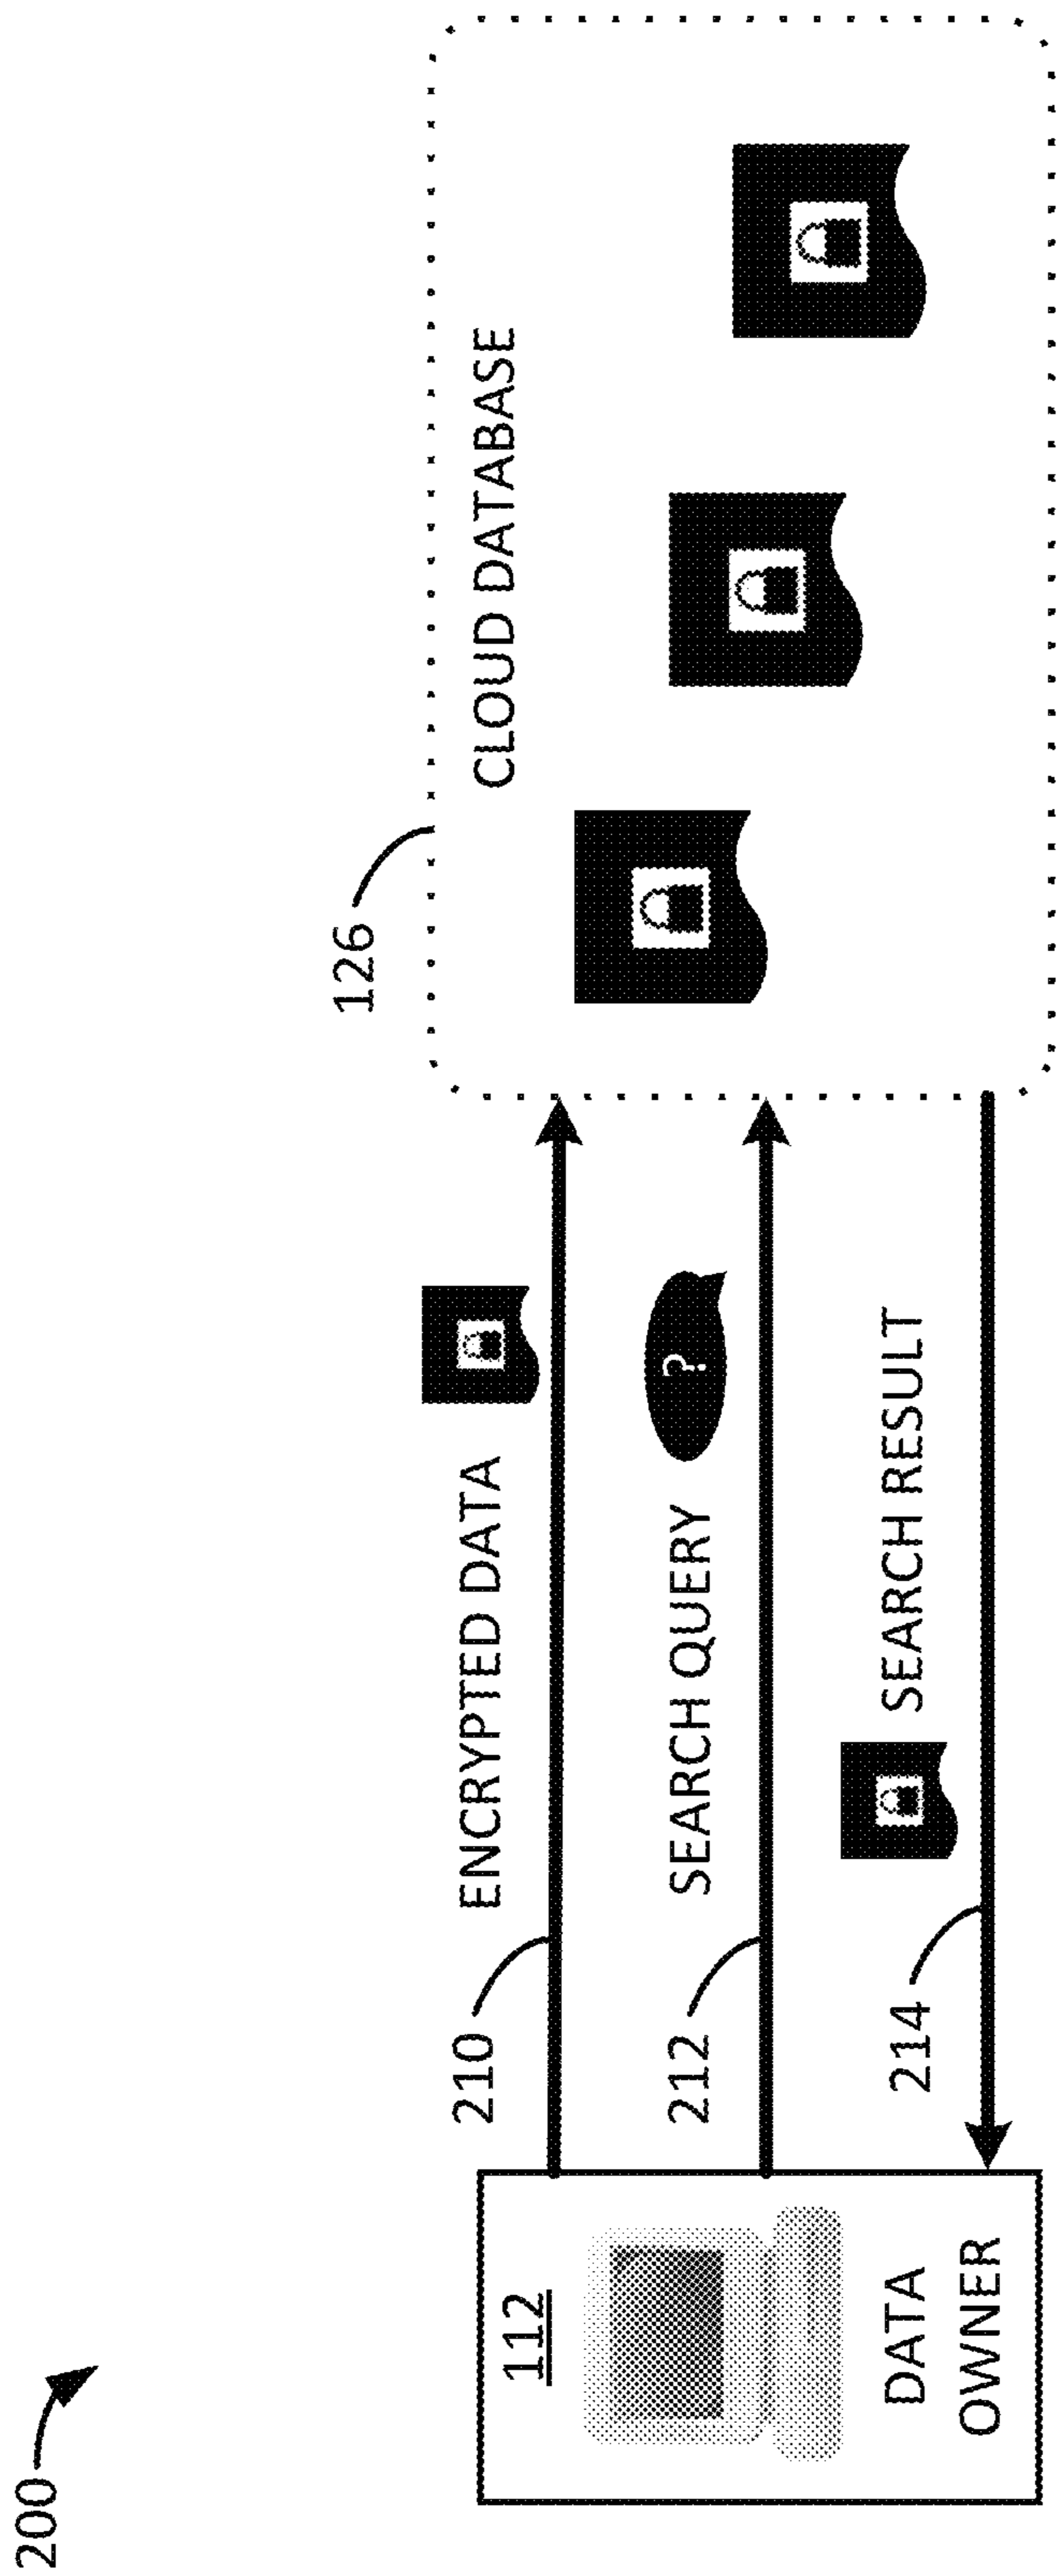 200
126
CLOUD DATABASE
210
ENCRYPTED DATA
212
SEARCH QUERY
?
214
SEARCH RESULT
112
DATA
OWNER